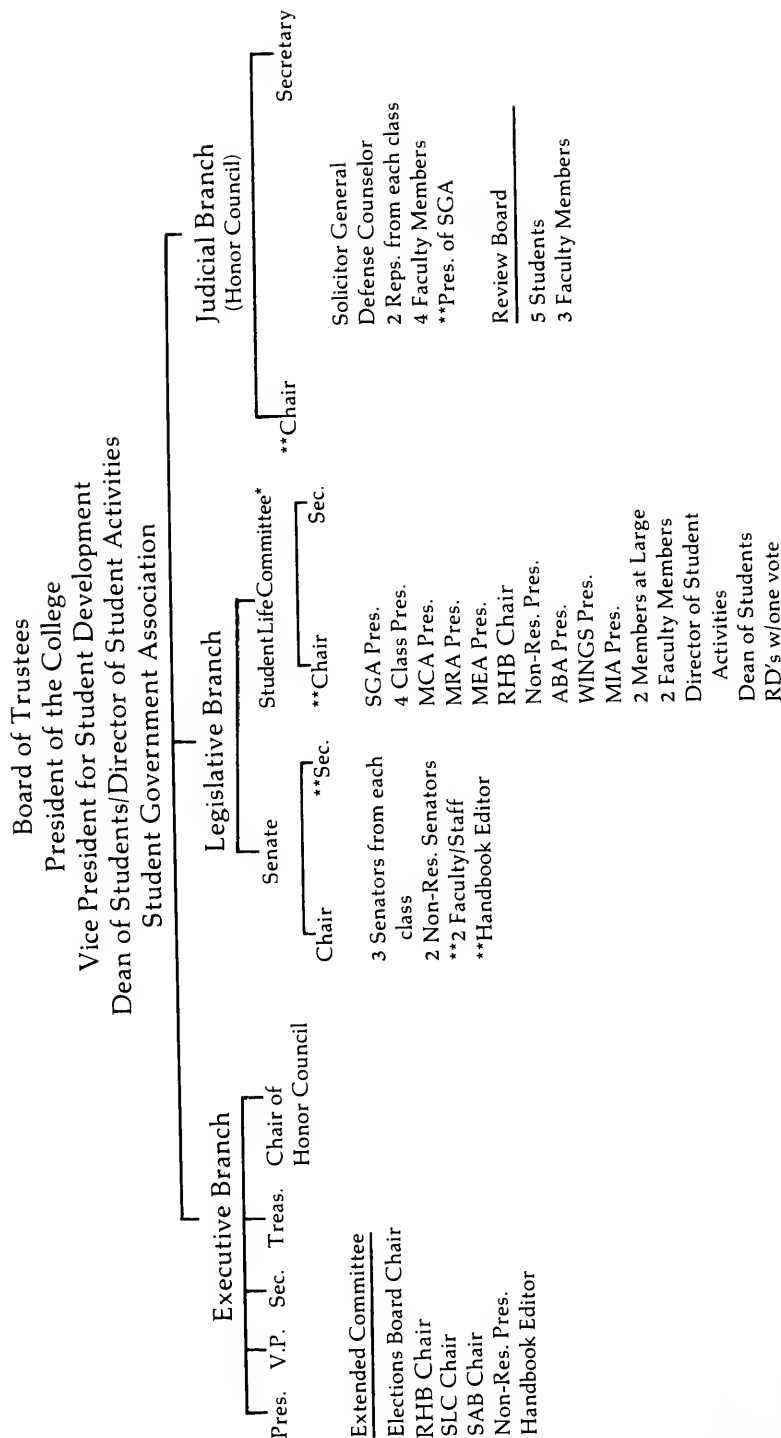 Board of Trustees
President of the College
Vice President for Student Development
Dean of Students/Director of Student Activities
Student Government Association
Executive Branch
Pres.
V.P.
Sec.
Treas.
Chair of
Honor Council
Extended Committee
Elections Board Chair
RHB Chair
SLC Chair
SAB Chair
Non-Res. Pres.
Handbook Editor
Legislative Branch
Senate
Chair
**Sec.
3 Senators from each
class
2 Non-Res. Senators
**2 Faculty/Staff
**Handbook Editor
Student Life Committee*
**Chair
Sec.
SGA Pres.
4 Class Pres.
MCA Pres.
MRA Pres.
MEA Pres.
RHB Chair
Non-Res. Pres.
ABA Pres.
WINGS Pres.
MIA Pres.
2 Members at Large
2 Faculty Members
Director of Student
Activities
Dean of Students
RD's w/one vote
Judicial Branch
(Honor Council)
**Chair
Secretary
Solicitor General
Defense Counselor
2 Reps. from each class
4 Faculty Members
**Pres. of SGA
Review Board
5 Students
3 Faculty Members